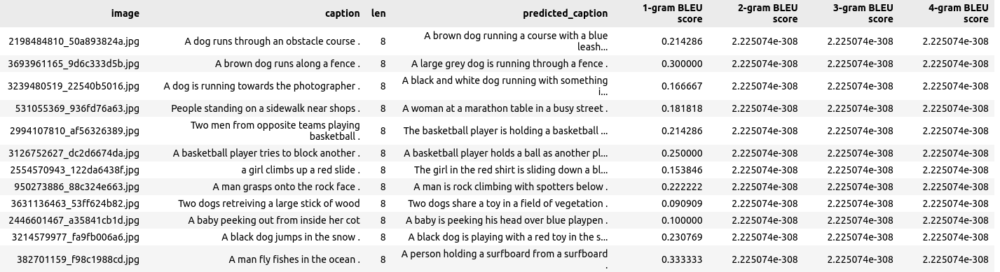 image caption len predicted_caption 1-gram BLEU score 2-gram BLEU score 3-gram BLEU score 4-gram BLEU score
2198484810_50a893824a.jpg A dog runs through an obstacle course . 8 A brown dog running a course with a blue leash... 0.214286 2.225074e-308 2.225074e-308 2.225074e-308
3693961165_9d6c333d5b.jpg A brown dog runs along a fence . 8 A large grey dog is running through a fence . 0.300000 2.225074e-308 2.225074e-308 2.225074e-308
3239480519_22540b5016.jpg A dog is running towards the photographer . 8 A black and white dog running with something i... 0.166667 2.225074e-308 2.225074e-308 2.225074e-308
531055369_936fd76a63.jpg People standing on a sidewalk near shops . 8 A woman at a marathon table in a busy street . 0.181818 2.225074e-308 2.225074e-308 2.225074e-308
2994107810_af56326389.jpg Two men from opposite teams playing basketball . 8 The basketball player is holding a basketball ... 0.214286 2.225074e-308 2.225074e-308 2.225074e-308
3126752627_dc2d6674da.jpg A basketball player tries to block another . 8 A basketball player holds a ball as another pl... 0.250000 2.225074e-308 2.225074e-308 2.225074e-308
2554570943_122da6438f.jpg a girl climbs up a red slide . 8 The girl in the red shirt is sliding down a bl... 0.153846 2.225074e-308 2.225074e-308 2.225074e-308
950273886_88c324e663.jpg A man grasps onto the rock face . 8 A man is rock climbing with spotters below . 0.222222 2.225074e-308 2.225074e-308 2.225074e-308
3631136463_53ff624b82.jpg Two dogs retreiving a large stick of wood 8 Two dogs share a toy in a field of vegetation . 0.090909 2.225074e-308 2.225074e-308 2.225074e-308
2446601467_a35841cb1d.jpg A baby peeking out from inside her cot 8 A baby is peeking his head over blue playpen . 0.100000 2.225074e-308 2.225074e-308 2.225074e-308
3214579977_fa9fb006a6.jpg A black dog jumps in the snow . 8 A black dog is playing with a red toy in the s... 0.230769 2.225074e-308 2.225074e-308 2.225074e-308
382701159_f98c1988cd.jpg A man fly fishes in the ocean . 8 A person holding a surfboard from a surfboard . 0.333333 2.225074e-308 2.225074e-308 2.225074e-308